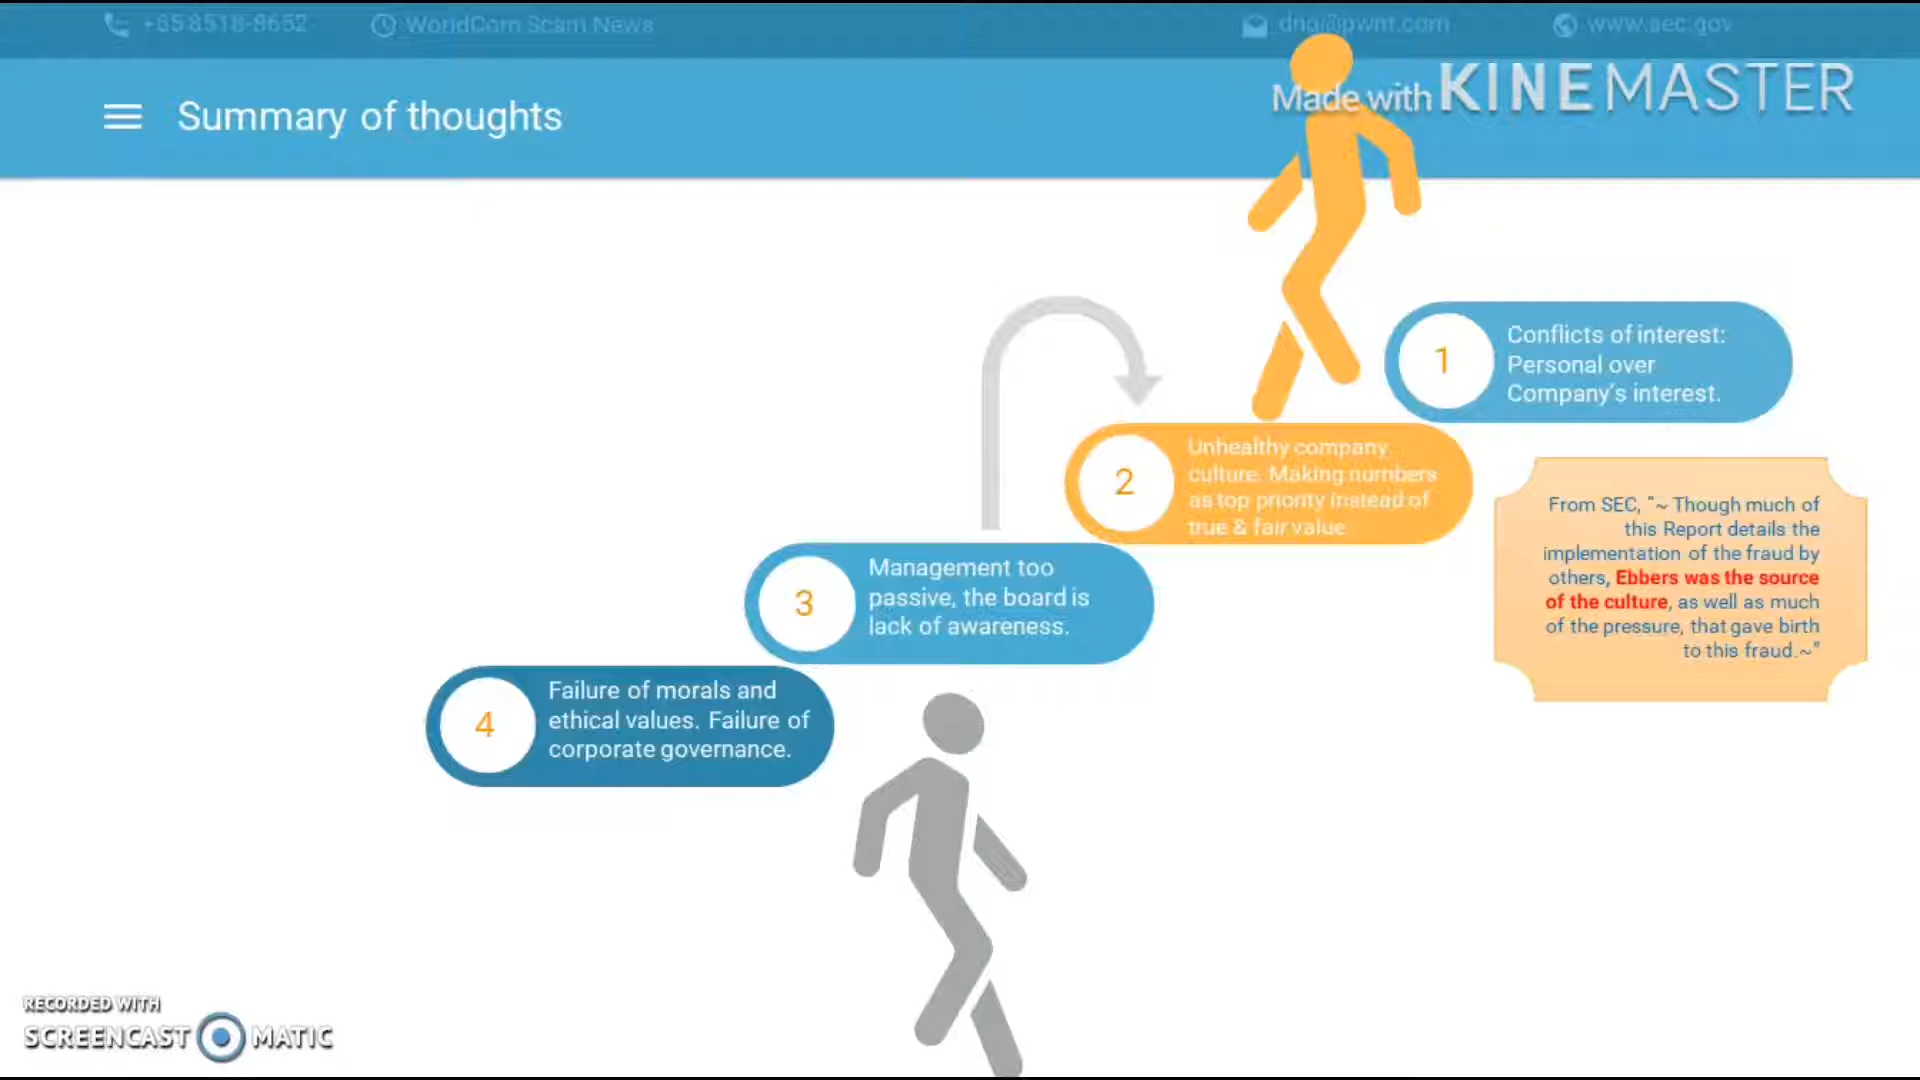 +65 8518-8652
WorldCom Scam News
www.sec.gov
Made with KINEMASTER
Summary of thoughts
1
Conflicts of interest:
Personal over
Company's interest.
2
Unhealthy company
culture. Making numbers
as top priority instead of
true & fair value
From SEC, "~ Though much of
this Report details the
implementation of the fraud by
others, Ebbers was the source
of the culture, as well as much
of the pressure, that gave birth
to this fraud.~"
3
Management too
passive, the board is
lack of awareness.
4
Failure of morals and
ethical values. Failure of
corporate governance.
RECORDED WITH
SCREENCAST MATIC